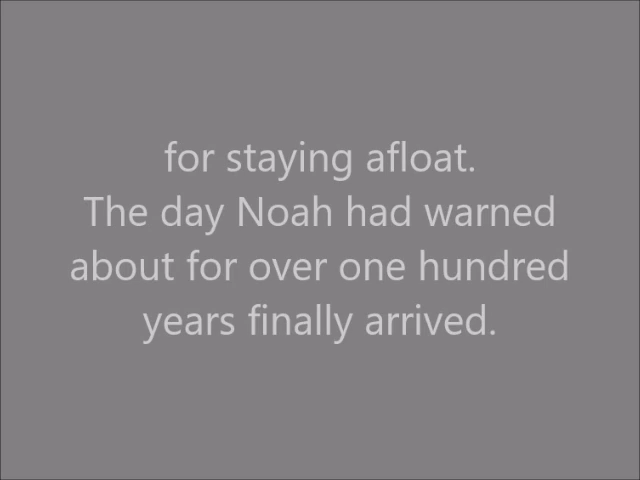 for staying afloat.
The day Noah had warned
about for over one hundred
years finally arrived.